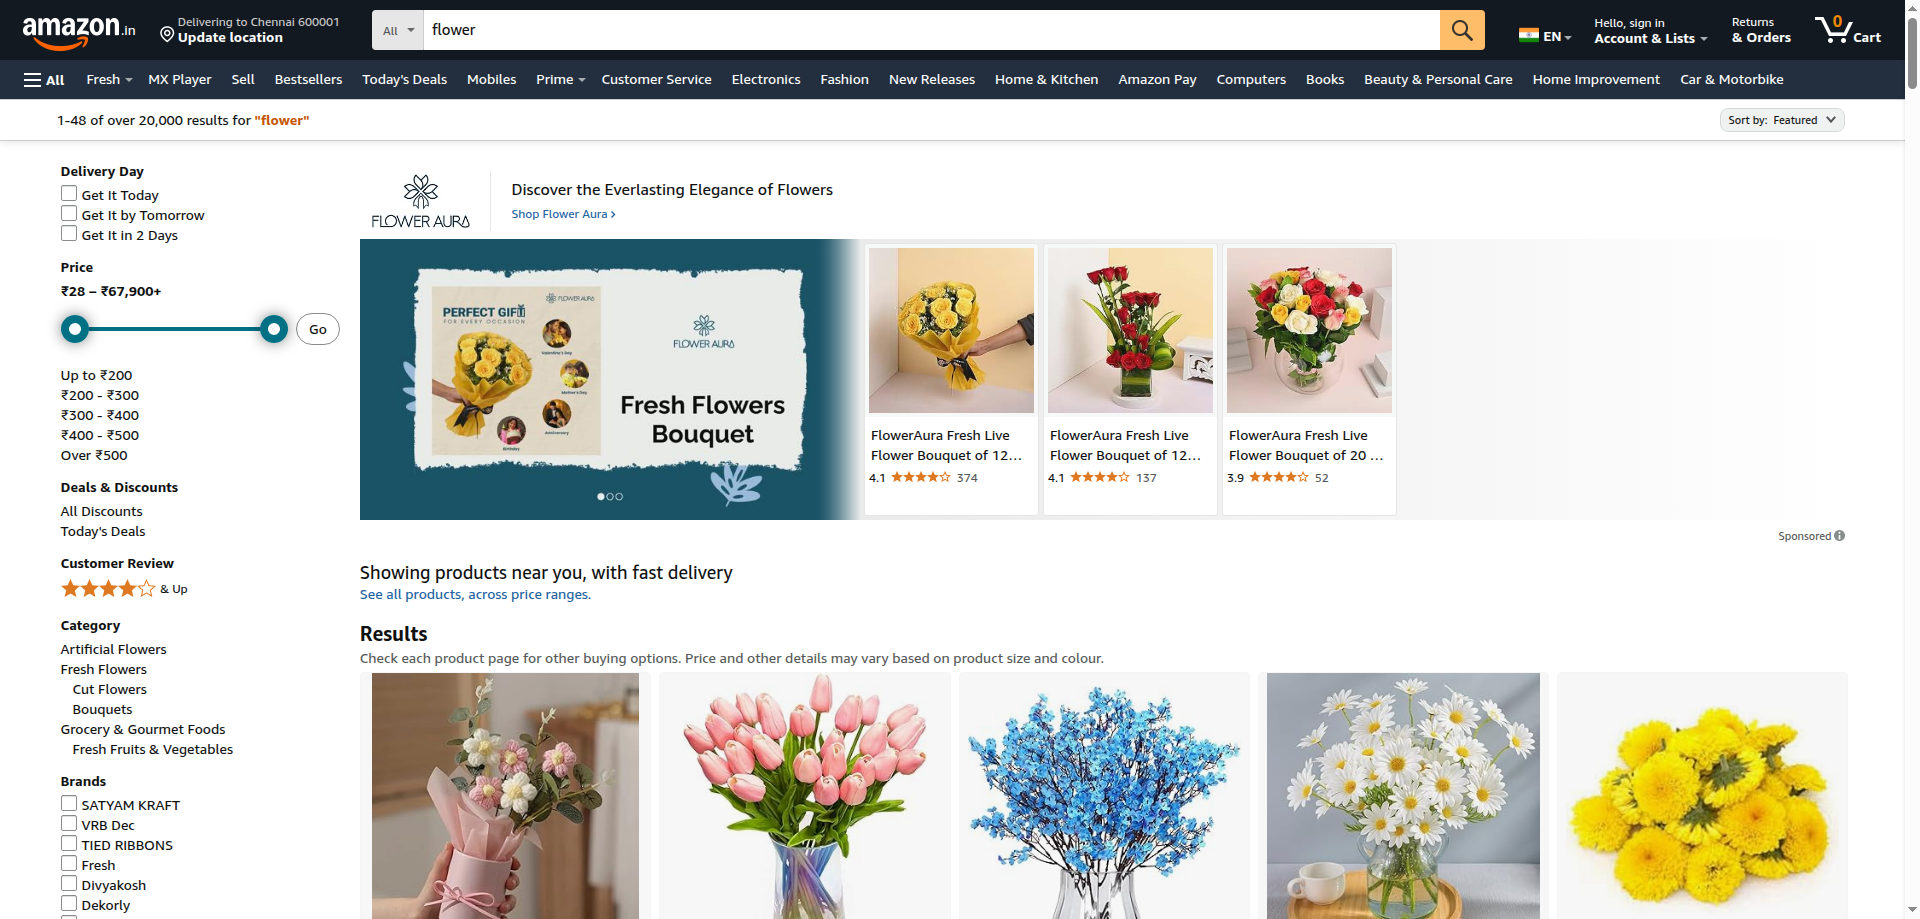 amazon.in
Delivering to Chennai 600001
Update location
All
flower
EN
Hello, sign in
Account & Lists
Returns
& Orders
0
Cart
All
Fresh
MX Player
Sell
Bestsellers
Today's Deals
Mobiles
Prime
Customer Service
Electronics
Fashion
New Releases
Home & Kitchen
Amazon Pay
Computers
Books
Beauty & Personal Care
Home Improvement
Car & Motorbike
1-48 of over 20,000 results for "flower"
Sort by: Featured
Delivery Day
Get It Today
Get It by Tomorrow
Get It in 2 Days
Price
₹28 – ₹67,900+
Go
Up to ₹200
₹200 - ₹300
₹300 - ₹400
₹400 - ₹500
Over ₹500
Deals & Discounts
All Discounts
Today's Deals
Customer Review
& Up
Category
Artificial Flowers
Fresh Flowers
Cut Flowers
Bouquets
Grocery & Gourmet Foods
Fresh Fruits & Vegetables
Brands
SATYAM KRAFT
VRB Dec
TIED RIBBONS
Fresh
Divyakosh
Dekorly
FLOWER AURA
Discover the Everlasting Elegance of Flowers
Shop Flower Aura ›
FLOWER AURA
PERFECT GIFT
FOR EVERY OCCASION
Valentine's Day
Mother's Day
Anniversary
Birthday
FLOWER AURA
Fresh Flowers
Bouquet
FlowerAura Fresh Live
Flower Bouquet of 12...
4.1
374
FlowerAura Fresh Live
Flower Bouquet of 12...
4.1
137
FlowerAura Fresh Live
Flower Bouquet of 20 ...
3.9
52
Sponsored
Showing products near you, with fast delivery
See all products, across price ranges.
Results
Check each product page for other buying options. Price and other details may vary based on product size and colour.